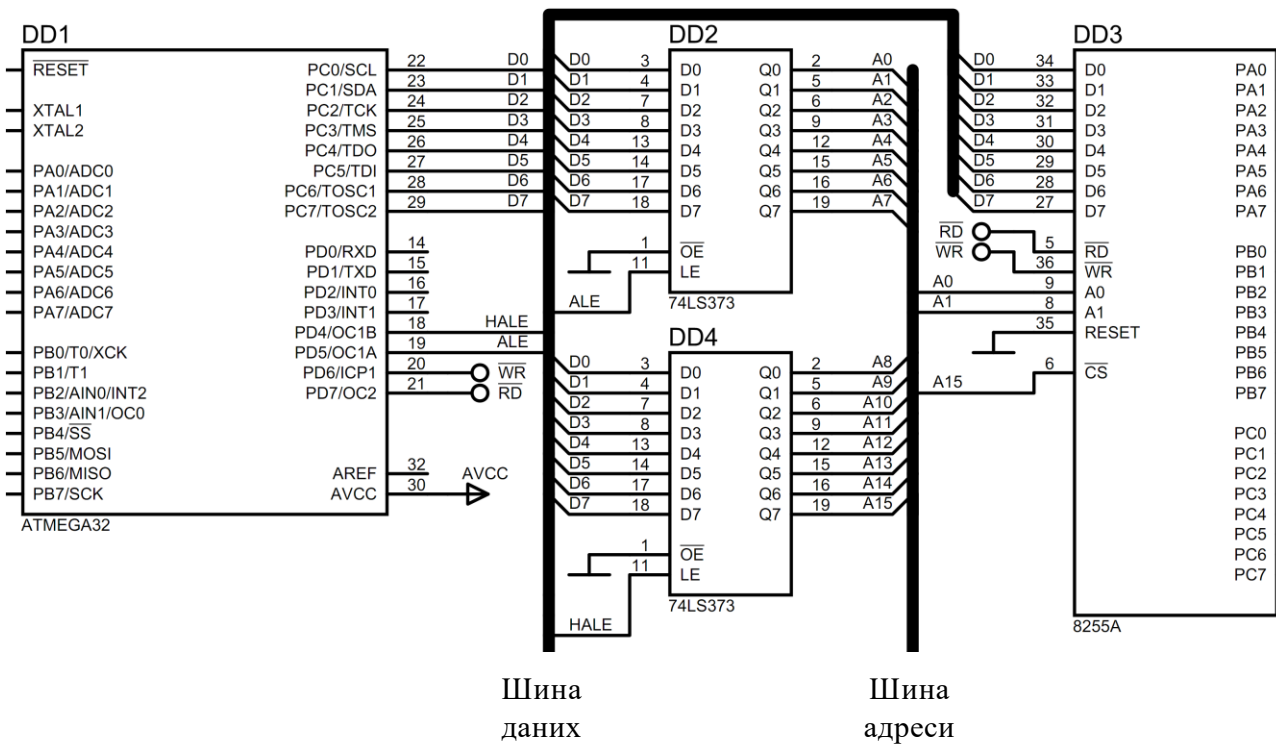 DD1
RESET
XTAL1
XTAL2
PA0/ADC0
PA1/ADC1
PA2/ADC2
PA3/ADC3
PA4/ADC4
PA5/ADC5
PA6/ADC6
PA7/ADC7
PB0/T0/XCK
PB1/T1
PB2/AIN0/INT2
PB3/AIN1/OC0
PB4/SS
PB5/MOSI
PB6/MISO
PB7/SCK
PC0/SCL 22 D0
PC1/SDA 23 D1
PC2/TCK 24 D2
PC3/TMS 25 D3
PC4/TDO 26 D4
PC5/TDI 27 D5
PC6/TOSC1 28 D6
PC7/TOSC2 29 D7
PD0/RXD 14
PD1/TXD 15
PD2/INT0 16
PD3/INT1 17
PD4/OC1B 18 HALE
PD5/OC1A 19 ALE
PD6/ICP1 20 WR
PD7/OC2 21 RD
AREF 32
AVCC 30 AVCC
ATMEGA32
DD2
D0 3 D0 Q0 2 A0
D1 4 D1 Q1 5 A1
D2 7 D2 Q2 6 A2
D3 8 D3 Q3 9 A3
D4 13 D4 Q4 12 A4
D5 14 D5 Q5 15 A5
D6 17 D6 Q6 16 A6
D7 18 D7 Q7 19 A7
1 OE
11 LE
ALE
74LS373
DD4
D0 3 D0 Q0 2 A8
D1 4 D1 Q1 5 A9
D2 7 D2 Q2 6 A10
D3 8 D3 Q3 9 A11
D4 13 D4 Q4 12 A12
D5 14 D5 Q5 15 A13
D6 17 D6 Q6 16 A14
D7 18 D7 Q7 19 A15
1 OE
11 LE
HALE
74LS373
DD3
D0 34 D0 PA0
D1 33 D1 PA1
D2 32 D2 PA2
D3 31 D3 PA3
D4 30 D4 PA4
D5 29 D5 PA5
D6 28 D6 PA6
D7 27 D7 PA7
RD 5 RD PB0
WR 36 WR PB1
A0 9 A0 PB2
A1 8 A1 PB3
35 RESET PB4
PB5
A15 6 CS PB6
PB7
PC0
PC1
PC2
PC3
PC4
PC5
PC6
PC7
8255A
Шина
даних
Шина
адреси